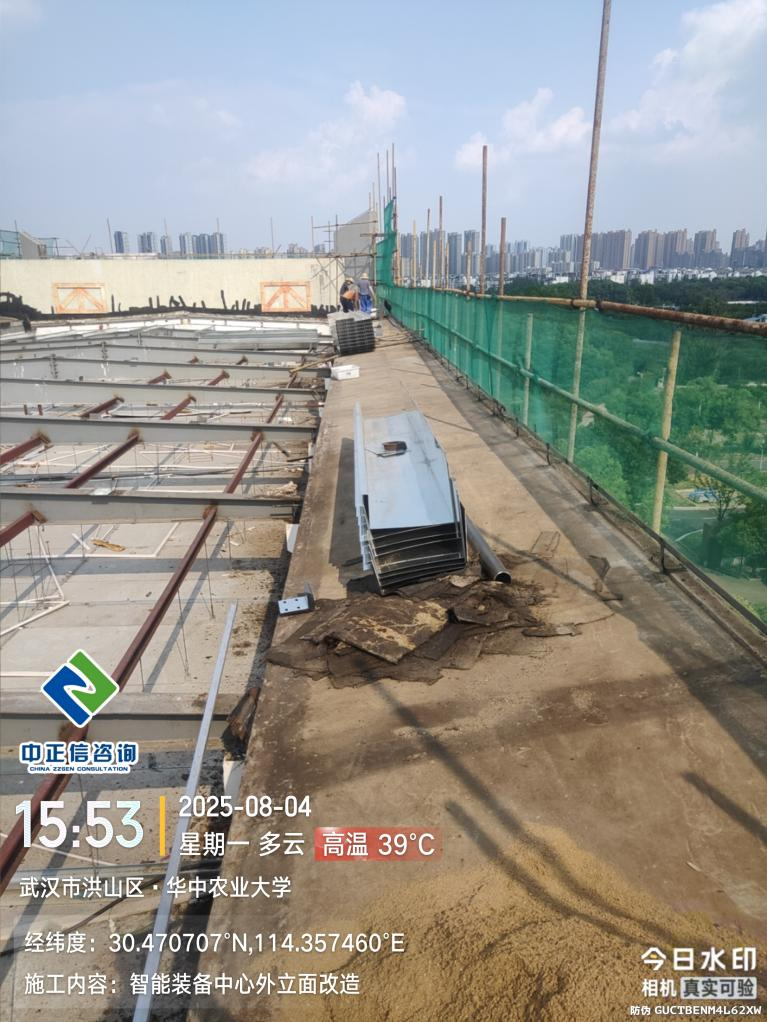 中正信咨询
CHINA ZZSEN CONSULTATION
15:53
2025-08-04
星期一 多云 高温 39°C
武汉市洪山区·华中农业大学
经纬度：30.470707°N,114.357460°E
施工内容：智能装备中心外立面改造
今日水印
相机 真实可验
防伪 GUCTBENM4L62XW